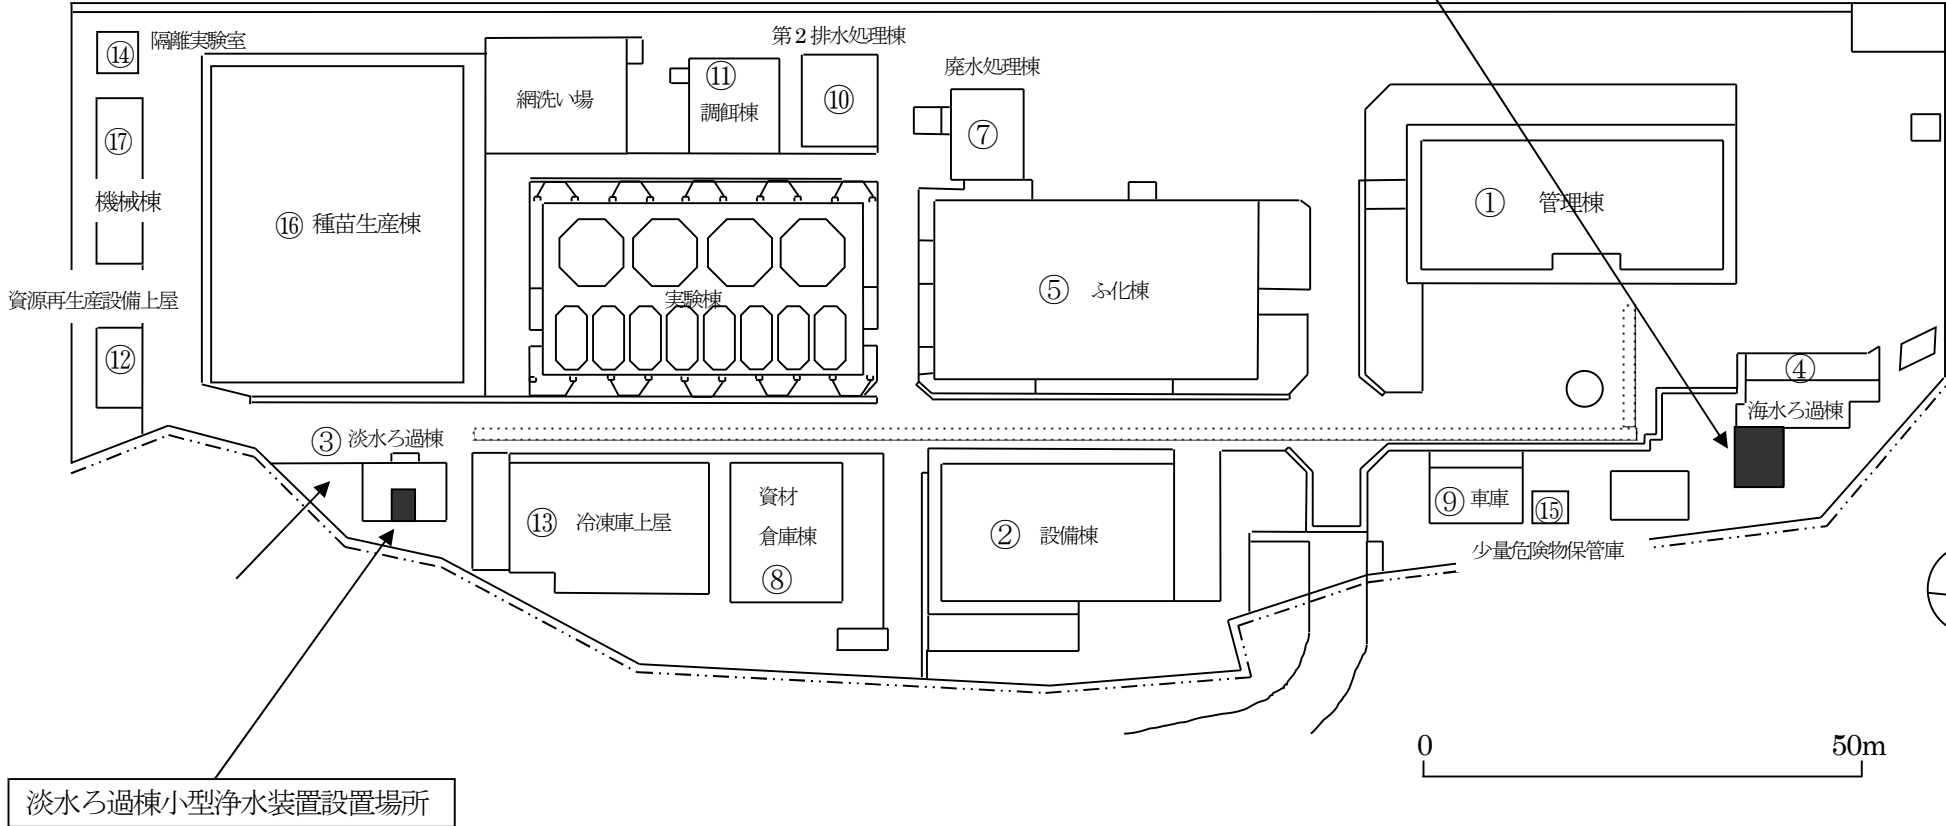 ⑭ 隔離実験室
第2排水処理棟
廃水処理棟
⑪
調餌棟
⑩
網洗い場
⑦
⑰
機械棟
① 管理棟
⑯ 種苗生産棟
⑤ ふ化棟
実験棟
資源再生産設備上屋
⑫
④
海水ろ過棟
③ 淡水ろ過棟
資材
倉庫棟
⑧
⑬ 冷凍庫上屋
② 設備棟
⑨ 車庫
⑮
少量危険物保管庫
0 50m
淡水ろ過棟小型浄水装置設置場所